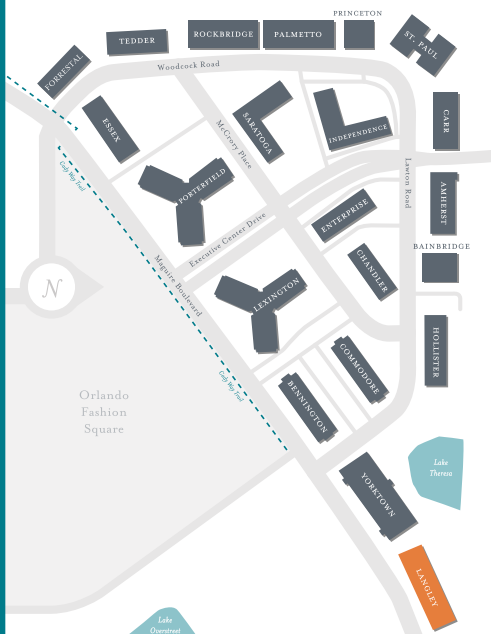 PRINCETON
ROCKBRIDGE
PALMETTO
TEDDER
ST. PAUL
FORRESTAL
Woodcock Road
ESSEX
SARATOGA
INDEPENDENCE
CARR
McCrory Place
PORTERFIELD
Lawton Road
Cady Way Trail
AMHERST
ENTERPRISE
Executive Center Drive
BAINBRIDGE
CHANDLER
Maguire Boulevard
N
LEXINGTON
HOLLISTER
COMMODORE
Cady Way Trail
BENNINGTON
Orlando
Fashion
Square
Lake
Theresa
YORKTOWN
LANGLEY
Lake
Overstreet